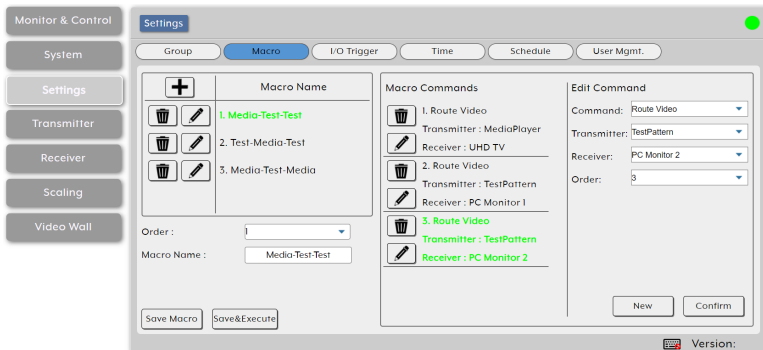 Monitor & Control
System
Settings
Transmitter
Receiver
Scaling
Video Wall
Settings
Group
Macro
I/O Trigger
Time
Schedule
User Mgmt.
Macro Name
1. Media-Test-Test
2. Test-Media-Test
3. Media-Test-Media
Order :
1
Macro Name :
Media-Test-Test
Save Macro
Save&Execute
Macro Commands
1. Route Video
Transmitter : MediaPlayer
Receiver : UHD TV
2. Route Video
Transmitter : TestPattern
Receiver : PC Monitor 1
3. Route Video
Transmitter : TestPattern
Receiver : PC Monitor 2
Edit Command
Command:
Route Video
Transmitter:
TestPattern
Receiver:
PC Monitor 2
Order:
3
New
Confirm
Version: